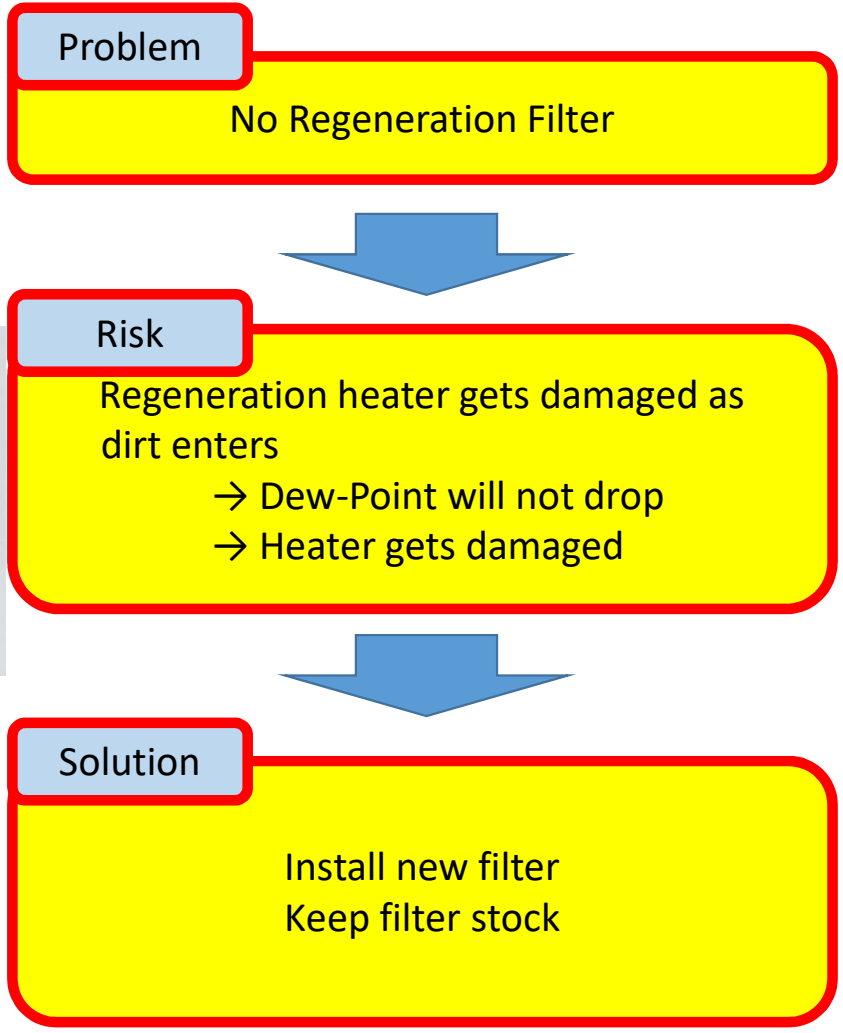 Problem
No Regeneration Filter
Risk
Regeneration heater gets damaged as
dirt enters
→ Dew-Point will not drop
→ Heater gets damaged
Solution
Install new filter
Keep filter stock